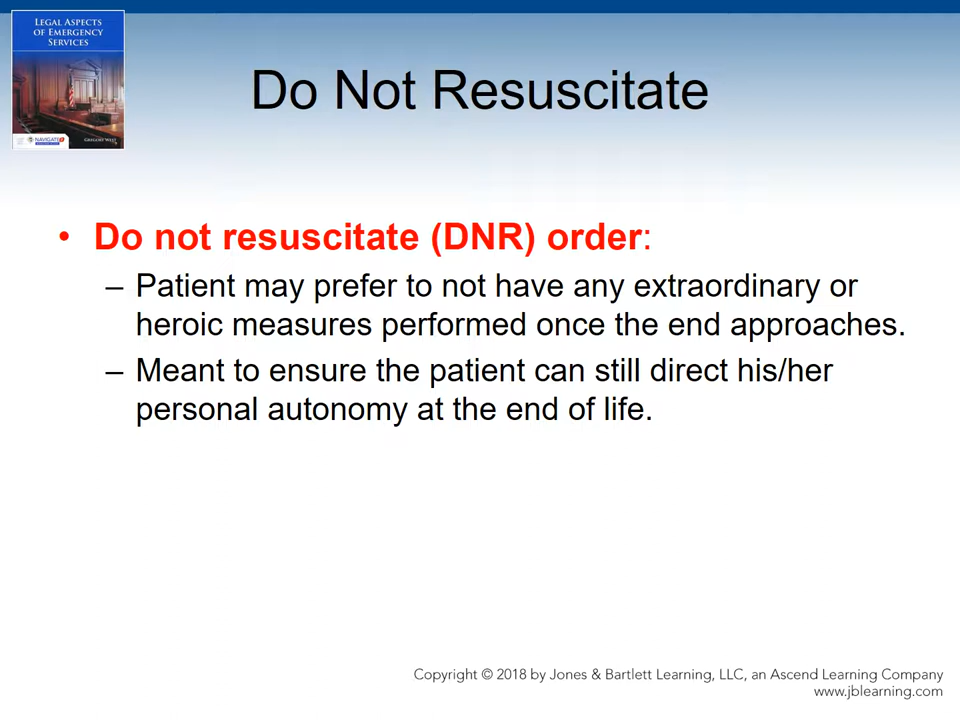 LEGAL ASPECTS
OF EMERGENCY
SERVICES
NAVIGATE
GREGORY WEST
Do Not Resuscitate
• Do not resuscitate (DNR) order:
– Patient may prefer to not have any extraordinary or
heroic measures performed once the end approaches.
– Meant to ensure the patient can still direct his/her
personal autonomy at the end of life.
Copyright © 2018 by Jones & Bartlett Learning, LLC, an Ascend Learning Company
www.jblearning.com